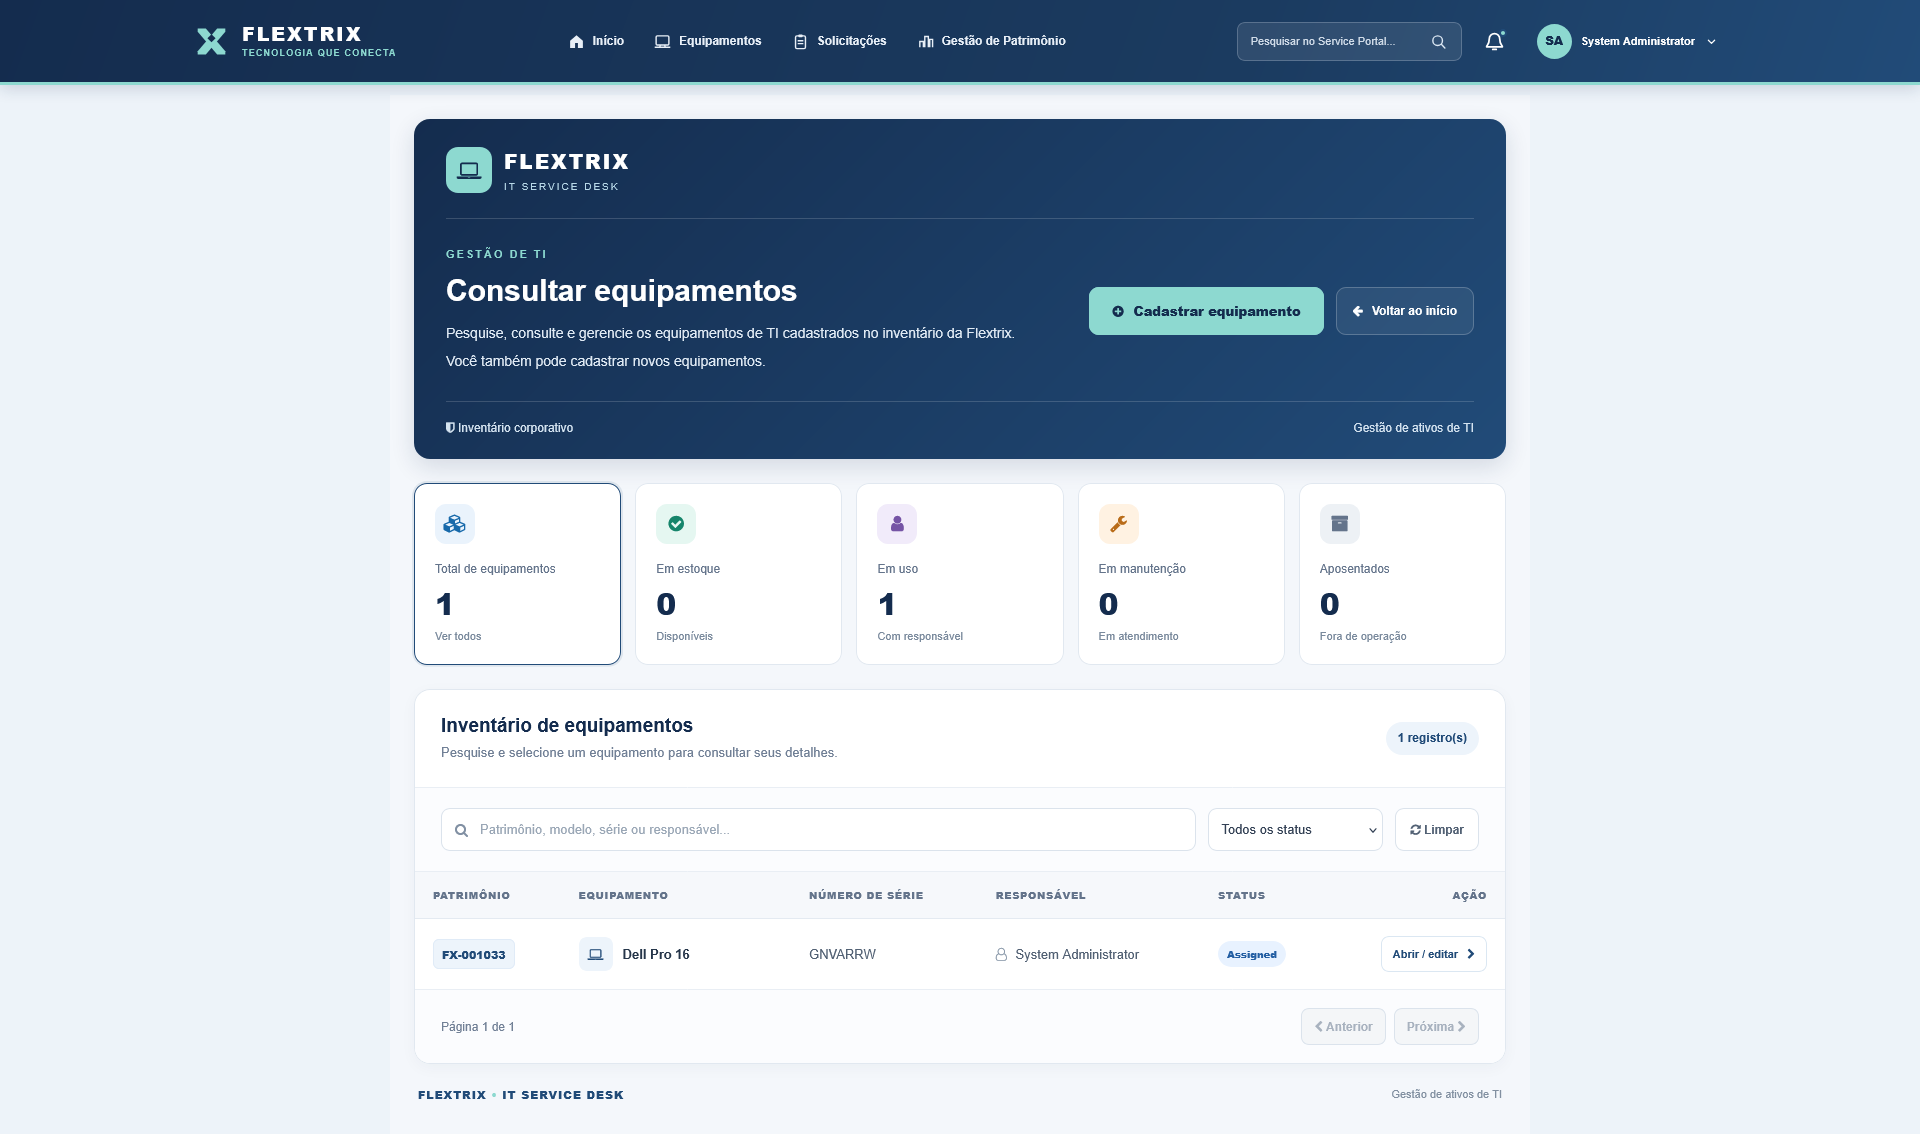 FLEXTRIX
TECNOLOGIA QUE CONECTA
Início
Equipamentos
Solicitações
Gestão de Patrimônio
Pesquisar no Service Portal...
SA
System Administrator
FLEXTRIX
IT SERVICE DESK
GESTÃO DE TI
Consultar equipamentos
Pesquise, consulte e gerencie os equipamentos de TI cadastrados no inventário da Flextrix.
Você também pode cadastrar novos equipamentos.
Cadastrar equipamento
Voltar ao início
Inventário corporativo
Gestão de ativos de TI
Total de equipamentos
1
Ver todos
Em estoque
0
Disponíveis
Em uso
1
Com responsável
Em manutenção
0
Em atendimento
Aposentados
0
Fora de operação
Inventário de equipamentos
Pesquise e selecione um equipamento para consultar seus detalhes.
1 registro(s)
Patrimônio, modelo, série ou responsável...
Todos os status
Limpar
PATRIMÔNIO EQUIPAMENTO NÚMERO DE SÉRIE RESPONSÁVEL STATUS AÇÃO
FX-001033 Dell Pro 16 GNVARRW System Administrator Assigned Abrir / editar
Página 1 de 1
Anterior
Próxima
FLEXTRIX • IT SERVICE DESK
Gestão de ativos de TI